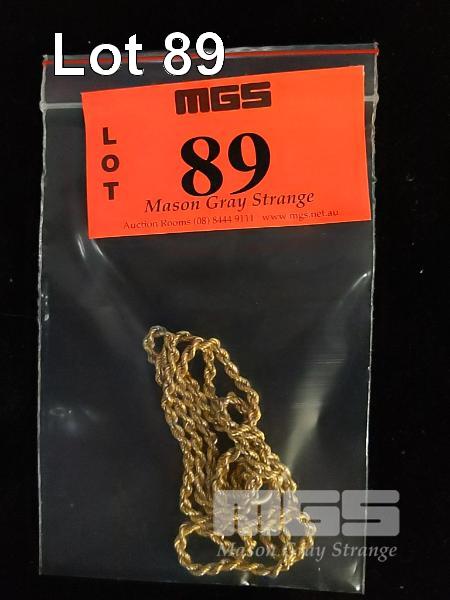 Lot 89
MGS
LOT
89
Mason Gray Strange
Auction Rooms (08) 8444 9111 www.mgs.net.au
MGS
Mason Gray Strange